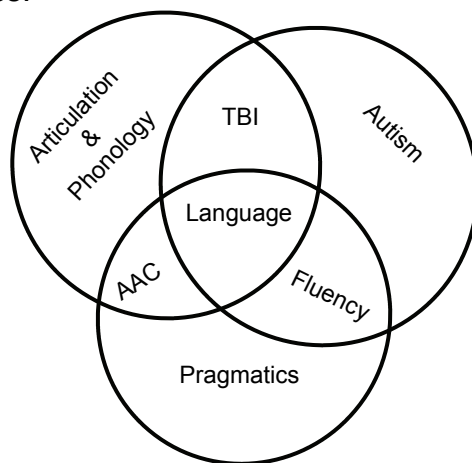 Articulation
&
Phonology
TBI
Autism
Language
AAC
Fluency
Pragmatics